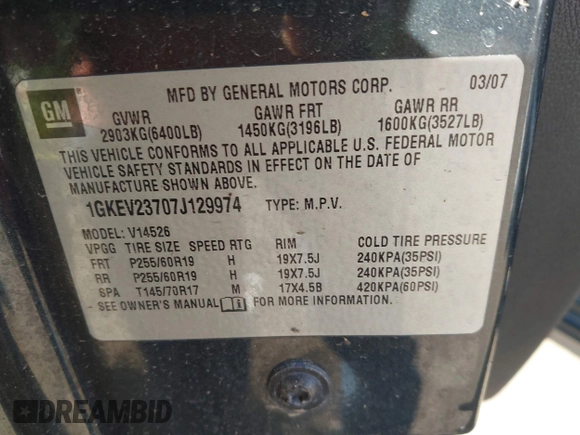 MFD BY GENERAL MOTORS CORP. 03/07
GM
GVWR GAWR FRT GAWR RR
2903KG(6400LB) 1450KG(3196LB) 1600KG(3527LB)
THIS VEHICLE CONFORMS TO ALL APPLICABLE U.S. FEDERAL MOTOR
VEHICLE SAFETY STANDARDS IN EFFECT ON THE DATE OF
MANUFACTURE SHOWN ABOVE.
1GKEV23707J129974 TYPE: M.P.V.
MODEL: V14526
VPGG TIRE SIZE SPEED RTG RIM COLD TIRE PRESSURE
FRT P255/60R19 H 19X7.5J 240KPA(35PSI)
RR P255/60R19 H 19X7.5J 240KPA(35PSI)
SPA T145/70R17 M 17X4.5B 420KPA(60PSI)
SEE OWNER'S MANUAL FOR MORE INFORMATION.
DREAMBID